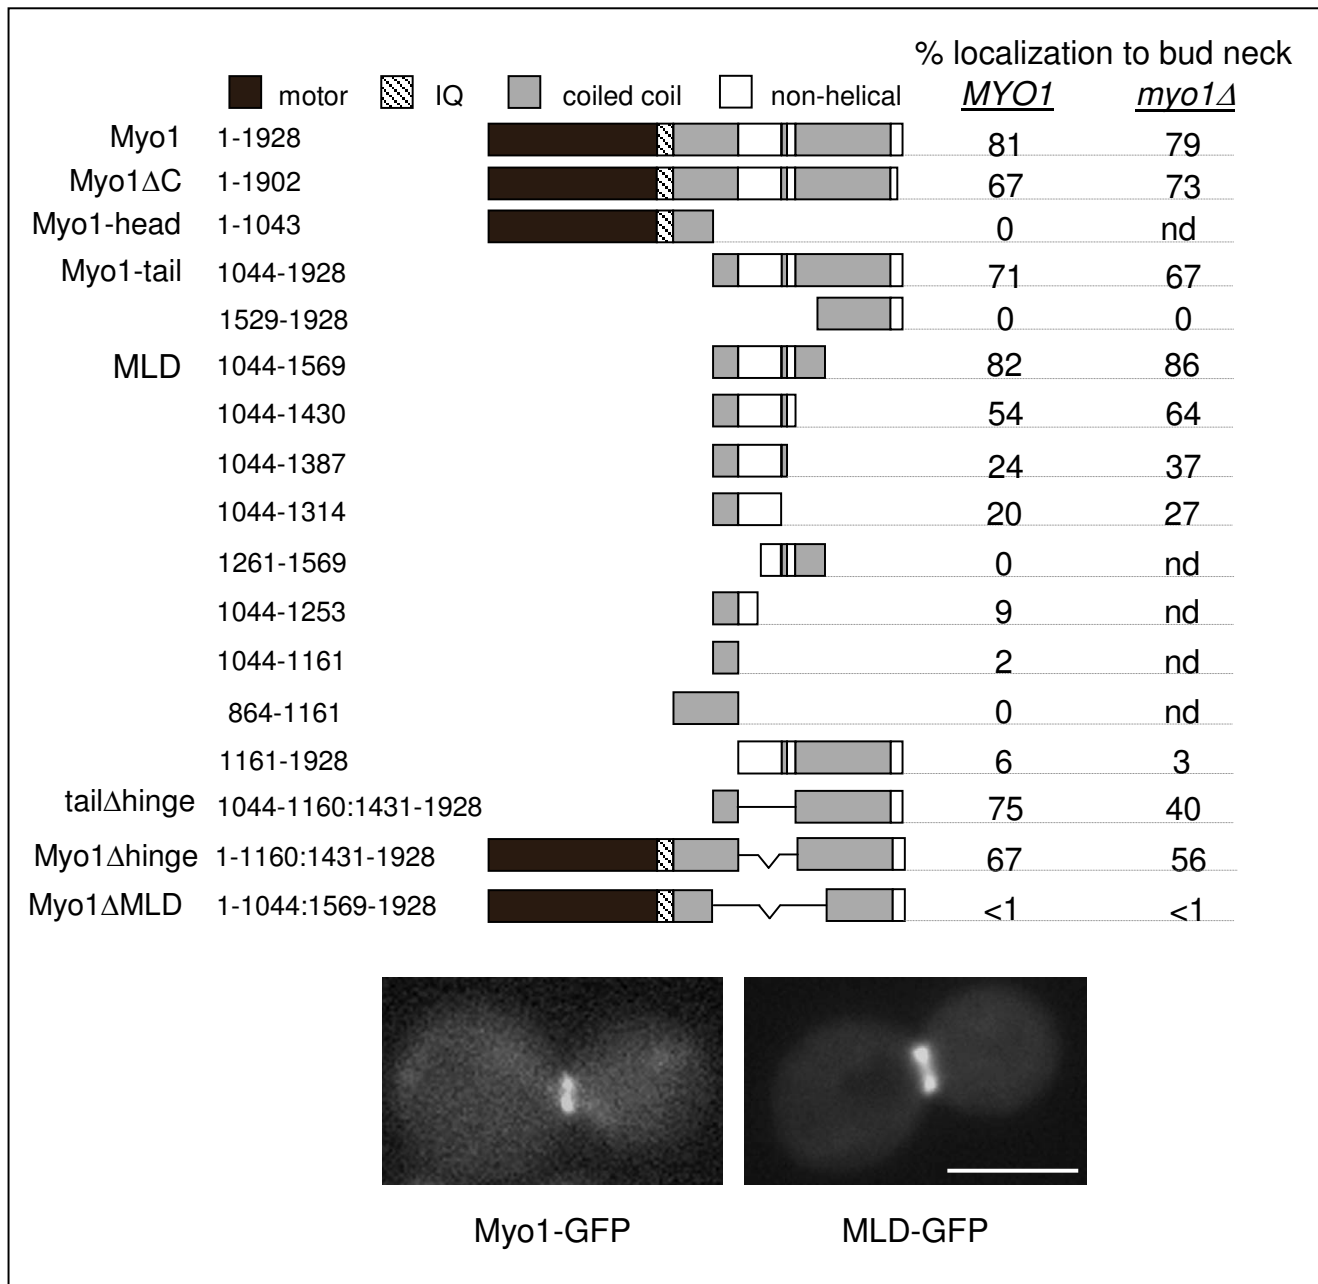 % localization to bud neck
motor IQ coiled coil non-helical MYO1 myo1Δ
Myo1 1-1928 81 79
Myo1ΔC 1-1902 67 73
Myo1-head 1-1043 0 nd
Myo1-tail 1044-1928 71 67
1529-1928 0 0
MLD 1044-1569 82 86
1044-1430 54 64
1044-1387 24 37
1044-1314 20 27
1261-1569 0 nd
1044-1253 9 nd
1044-1161 2 nd
864-1161 0 nd
1161-1928 6 3
tailΔhinge 1044-1160:1431-1928 75 40
Myo1Δhinge 1-1160:1431-1928 67 56
Myo1ΔMLD 1-1044:1569-1928 <1 <1
Myo1-GFP MLD-GFP